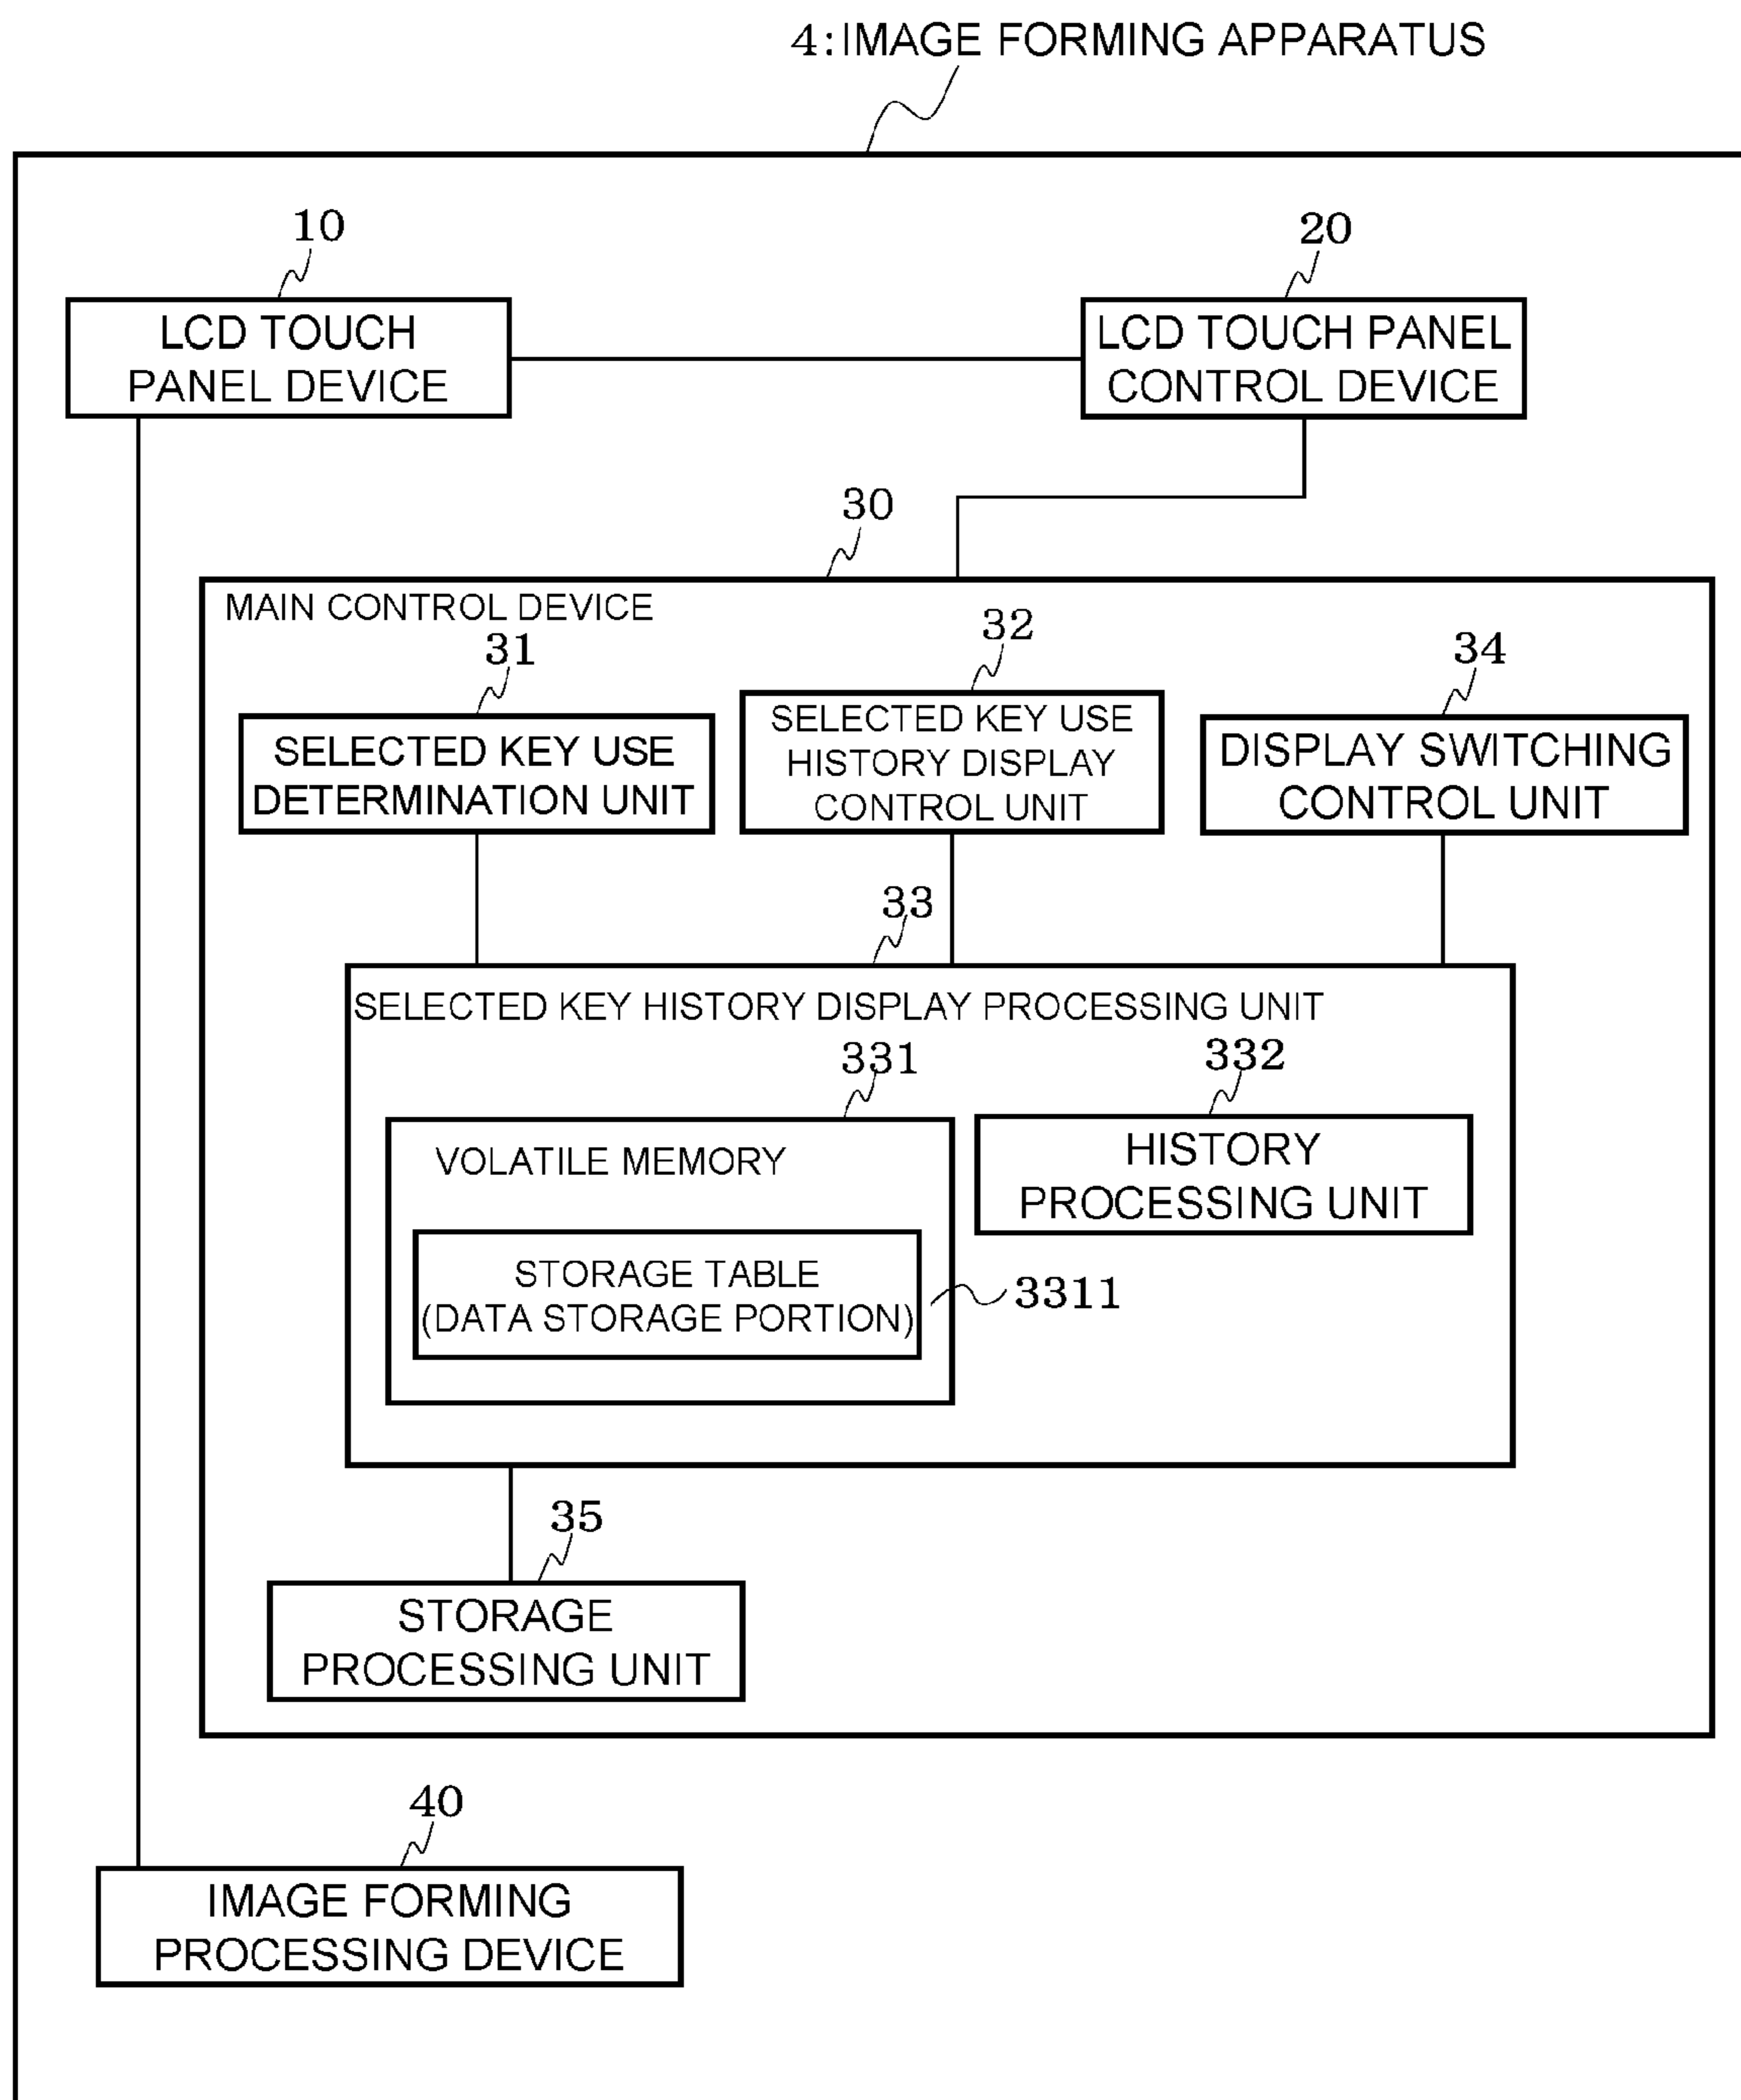 4:IMAGE FORMING APPARATUS
10
20
LCD TOUCH
PANEL DEVICE
LCD TOUCH PANEL
CONTROL DEVICE
30
MAIN CONTROL DEVICE
31
32
34
SELECTED KEY USE
DETERMINATION UNIT
SELECTED KEY USE
HISTORY DISPLAY
CONTROL UNIT
DISPLAY SWITCHING
CONTROL UNIT
33
SELECTED KEY HISTORY DISPLAY PROCESSING UNIT
331
332
VOLATILE MEMORY
HISTORY
PROCESSING UNIT
STORAGE TABLE
(DATA STORAGE PORTION)
3311
35
STORAGE
PROCESSING UNIT
40
IMAGE FORMING
PROCESSING DEVICE